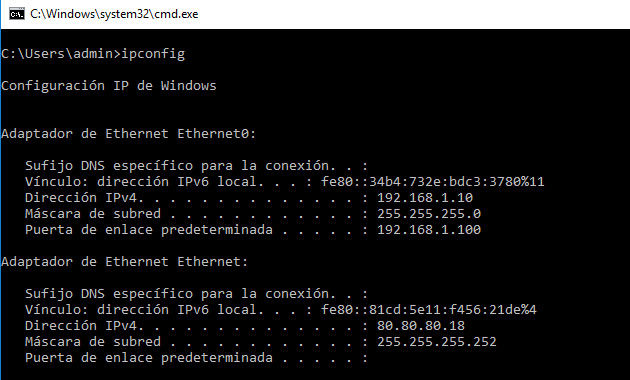 C:\Windows\system32\cmd.exe
C:\Users\admin>ipconfig
Configuración IP de Windows
Adaptador de Ethernet Ethernet0:
Sufijo DNS específico para la conexión. . :
Vínculo: dirección IPv6 local. . . : fe80::34b4:732e:bdc3:3780%11
Dirección IPv4. . . . . . . . . . . . . . : 192.168.1.10
Máscara de subred . . . . . . . . . . . . : 255.255.255.0
Puerta de enlace predeterminada . . . . . : 192.168.1.100
Adaptador de Ethernet Ethernet:
Sufijo DNS específico para la conexión. . :
Vínculo: dirección IPv6 local. . . : fe80::81cd:5e11:f456:21de%4
Dirección IPv4. . . . . . . . . . . . . . : 80.80.80.18
Máscara de subred . . . . . . . . . . . . : 255.255.255.252
Puerta de enlace predeterminada . . . . . :